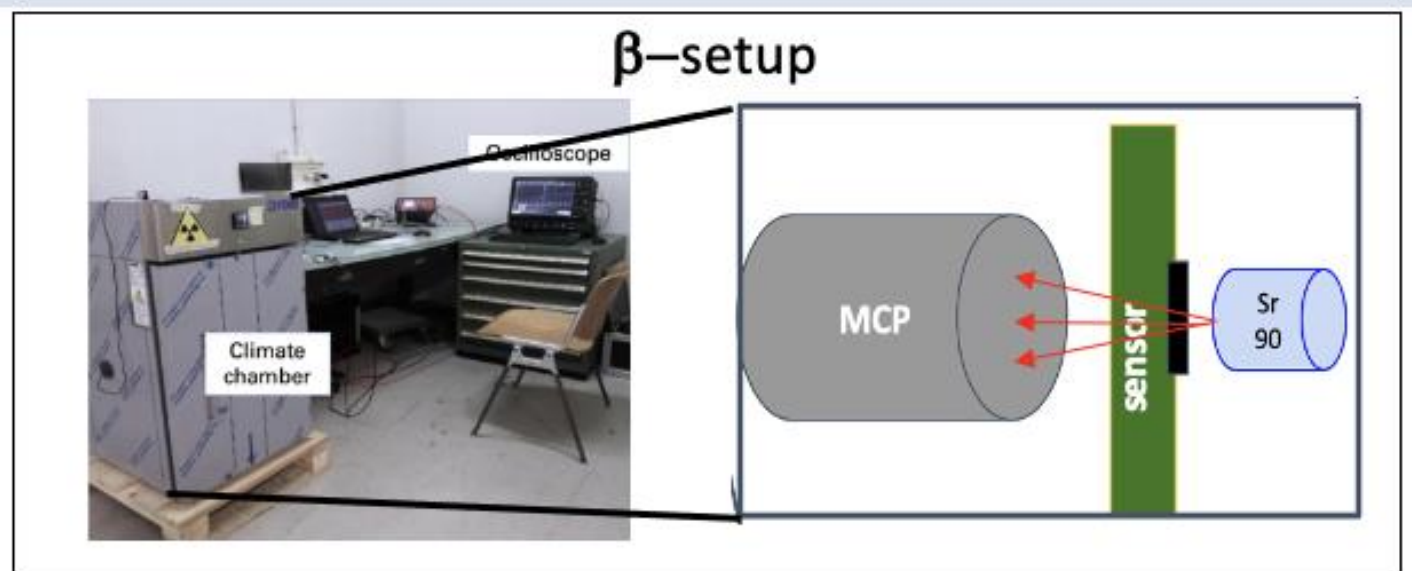 β–setup
Oscilloscope
Climate
chamber
MCP
sensor
Sr
90